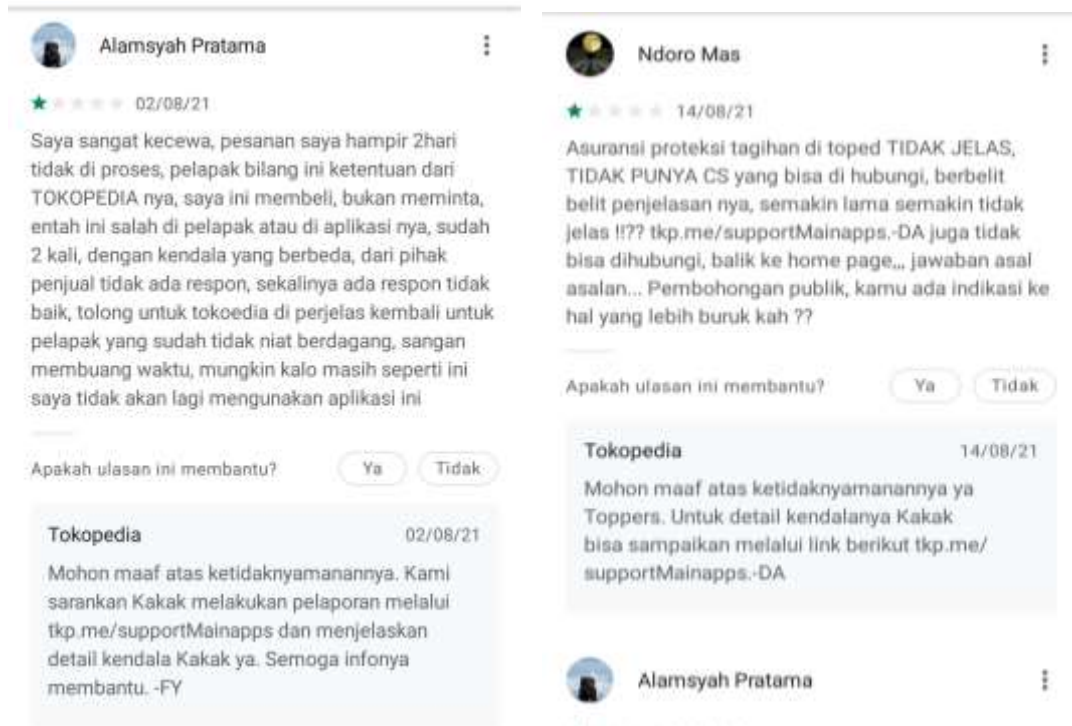 Alamsyah Pratama
02/08/21
Saya sangat kecewa, pesanan saya hampir 2hari
tidak di proses, pelapak bilang ini ketentuan dari
TOKOPEDIA nya, saya ini membeli, bukan meminta,
entah ini salah di pelapak atau di aplikasi nya, sudah
2 kali, dengan kendala yang berbeda, dari pihak
penjual tidak ada respon, sekalinya ada respon tidak
baik, tolong untuk tokoedia di perjelas kembali untuk
pelapak yang sudah tidak niat berdagang, sangan
membuang waktu, mungkin kalo masih seperti ini
saya tidak akan lagi mengunakan aplikasi ini
Apakah ulasan ini membantu?
Ya
Tidak
Tokopedia
02/08/21
Mohon maaf atas ketidaknyamanannya. Kami
sarankan Kakak melakukan pelaporan melalui
tkp.me/supportMainapps dan menjelaskan
detail kendala Kakak ya. Semoga infonya
membantu. -FY
Ndoro Mas
14/08/21
Asuransi proteksi tagihan di toped TIDAK JELAS,
TIDAK PUNYA CS yang bisa di hubungi, berbelit
belit penjelasan nya, semakin lama semakin tidak
jelas !!?? tkp.me/supportMainapps.-DA juga tidak
bisa dihubungi, balik ke home page,,, jawaban asal
asalan... Pembohongan publik, kamu ada indikasi ke
hal yang lebih buruk kah ??
Apakah ulasan ini membantu?
Ya
Tidak
Tokopedia
14/08/21
Mohon maaf atas ketidaknyamanannya ya
Toppers. Untuk detail kendalanya Kakak
bisa sampaikan melalui link berikut tkp.me/
supportMainapps.-DA
Alamsyah Pratama